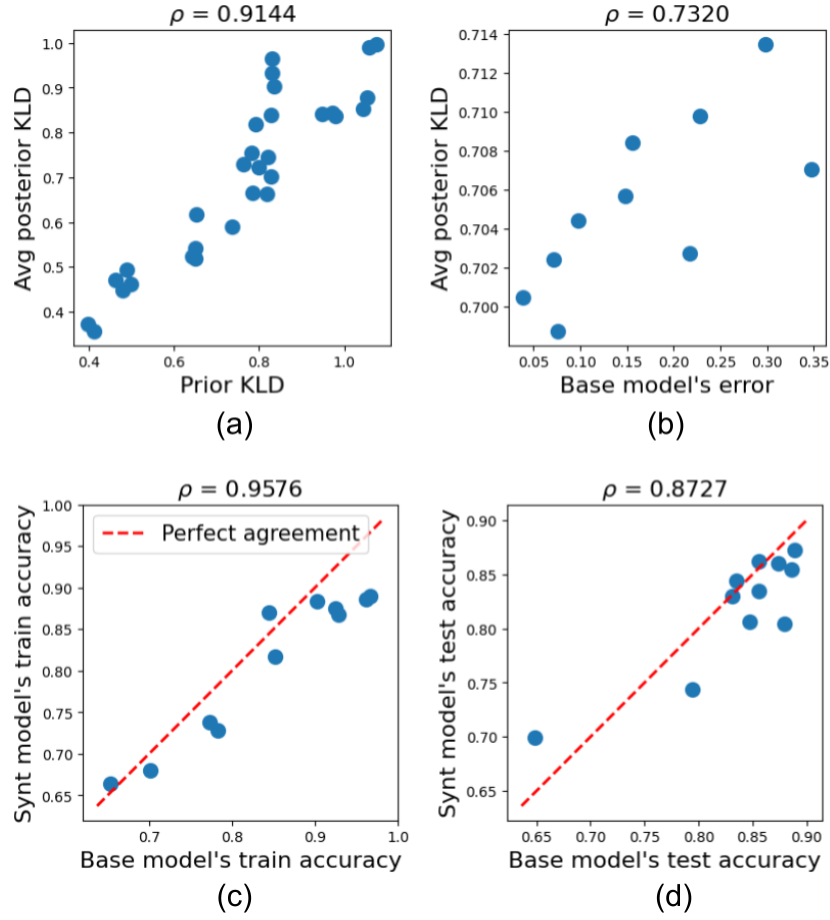 ρ = 0.9144
Avg posterior KLD
1.0
0.9
0.8
0.7
0.6
0.5
0.4
0.4 0.6 0.8 1.0
Prior KLD
(a)
ρ = 0.7320
Avg posterior KLD
0.714
0.712
0.710
0.708
0.706
0.704
0.702
0.700
0.05 0.10 0.15 0.20 0.25 0.30 0.35
Base model's error
(b)
ρ = 0.9576
Synt model's train accuracy
1.00
0.95
0.90
0.85
0.80
0.75
0.70
0.65
Perfect agreement
0.7 0.8 0.9 1.0
Base model's train accuracy
(c)
ρ = 0.8727
Synt model's test accuracy
0.90
0.85
0.80
0.75
0.70
0.65
0.65 0.70 0.75 0.80 0.85 0.90
Base model's test accuracy
(d)